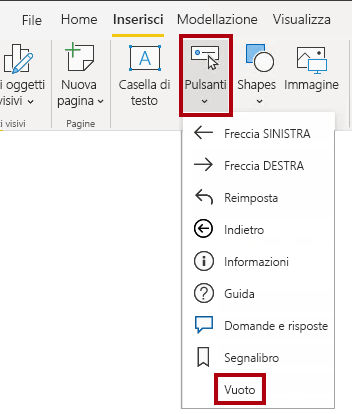 File Home Inserisci Modellazione Visualizza
i oggetti
visivi
Nuova
pagina
Casella di
testo
Pulsanti
Shapes
Immagine
ti visivi
Pagine
Freccia SINISTRA
Freccia DESTRA
Reimposta
Indietro
Informazioni
Guida
Domande e risposte
Segnalibro
Vuoto